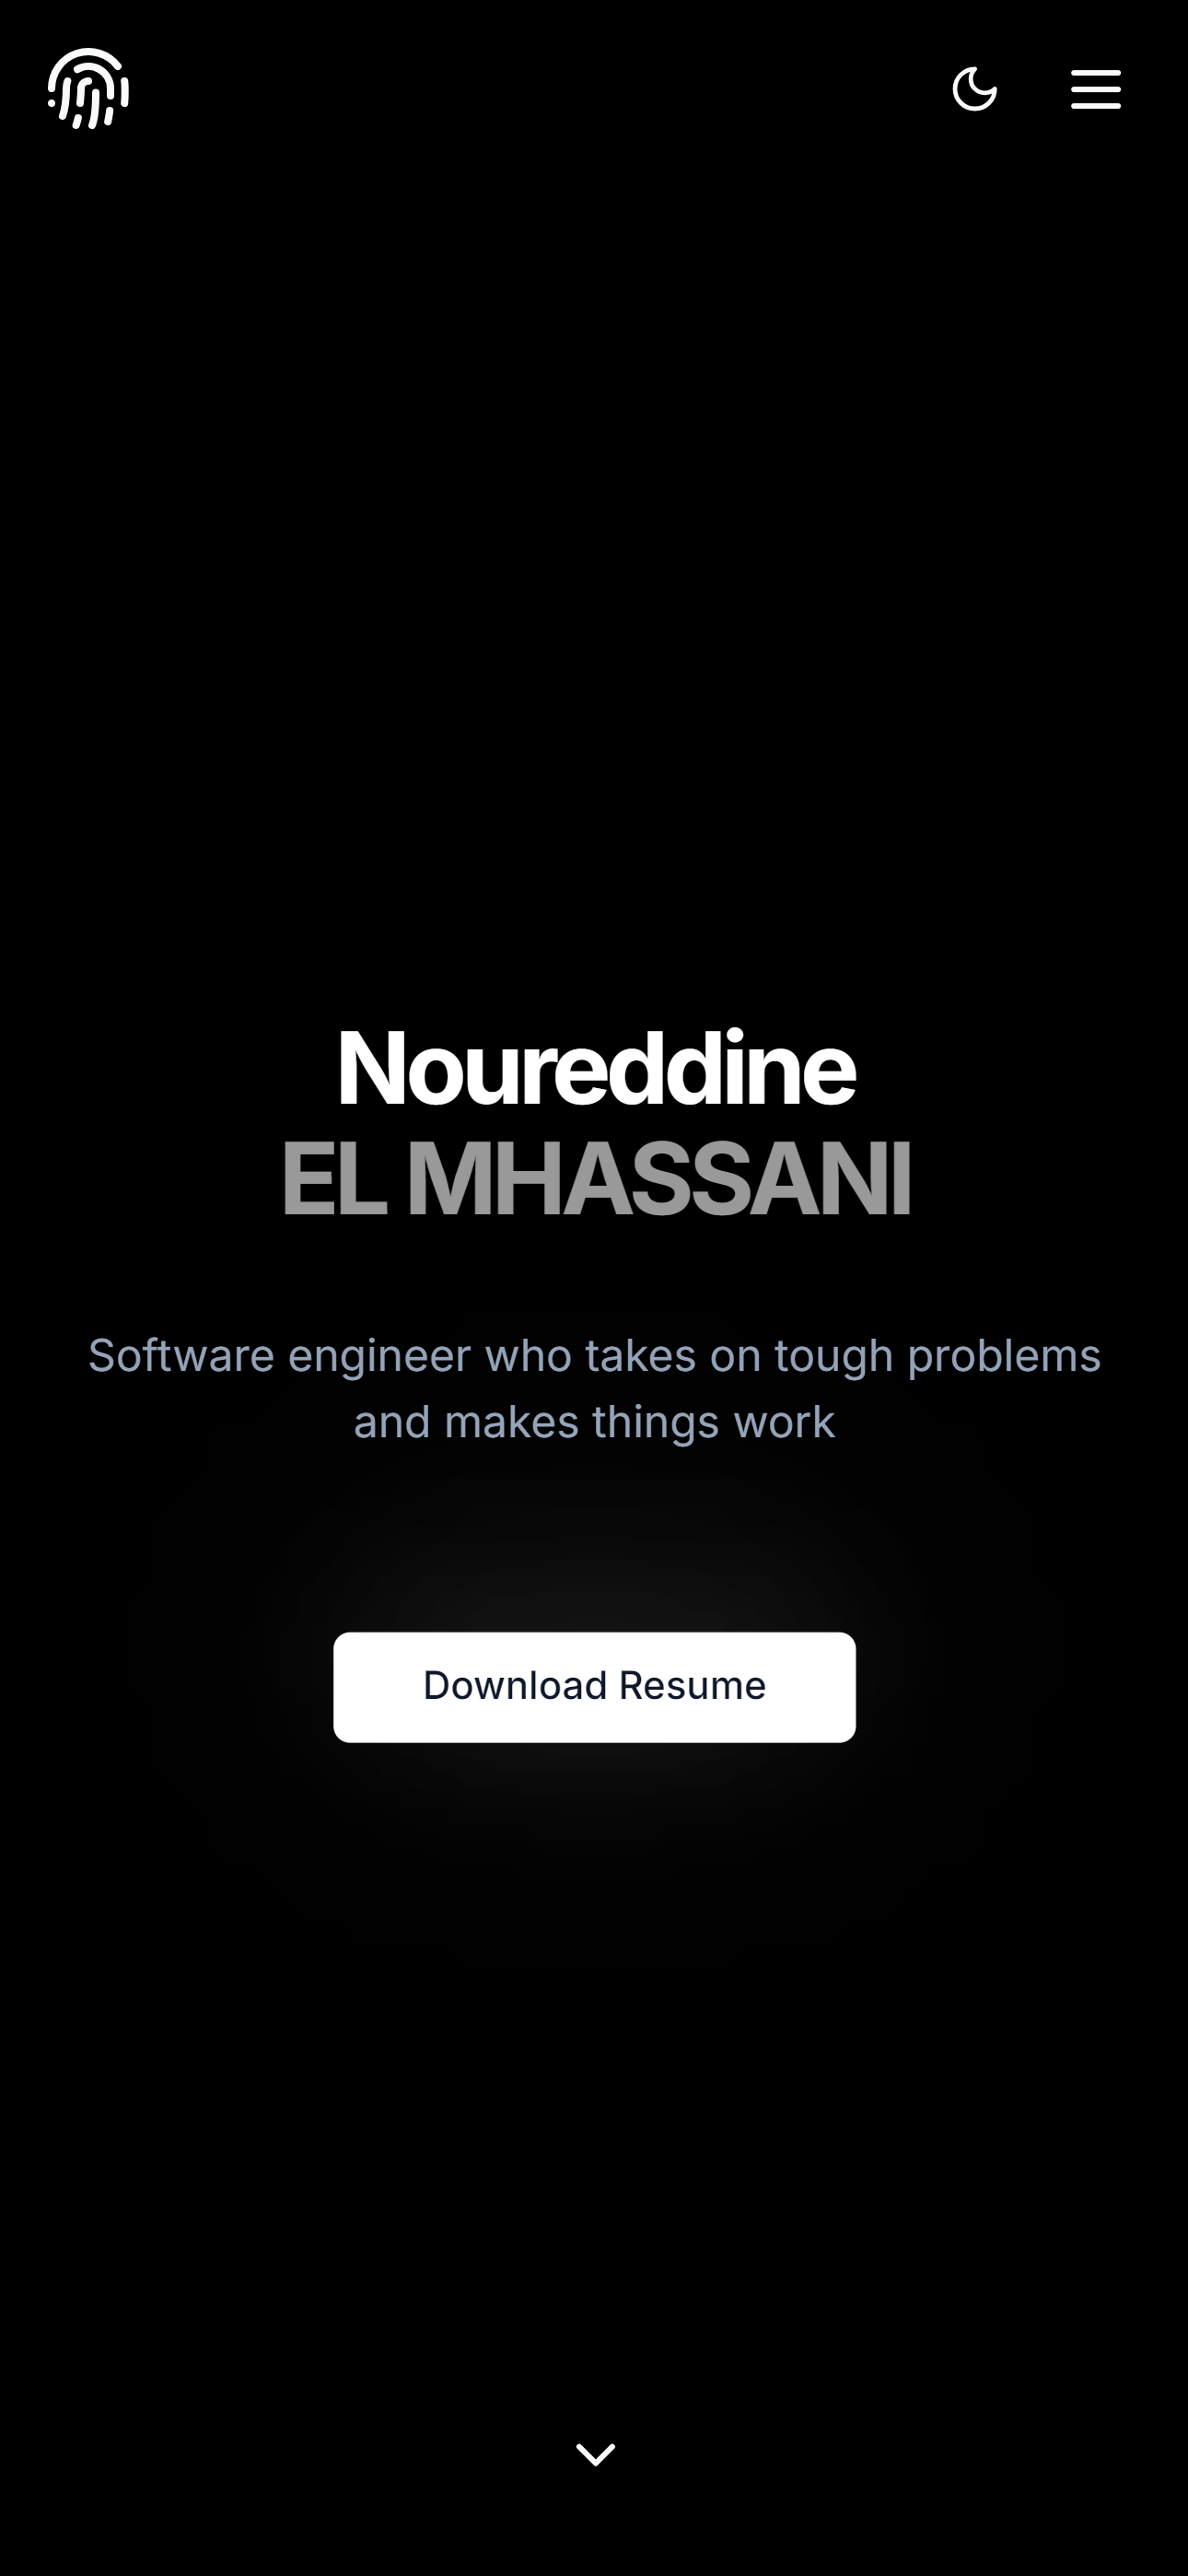 Noureddine
EL MHASSANI
Software engineer who takes on tough problems
and makes things work
Download Resume